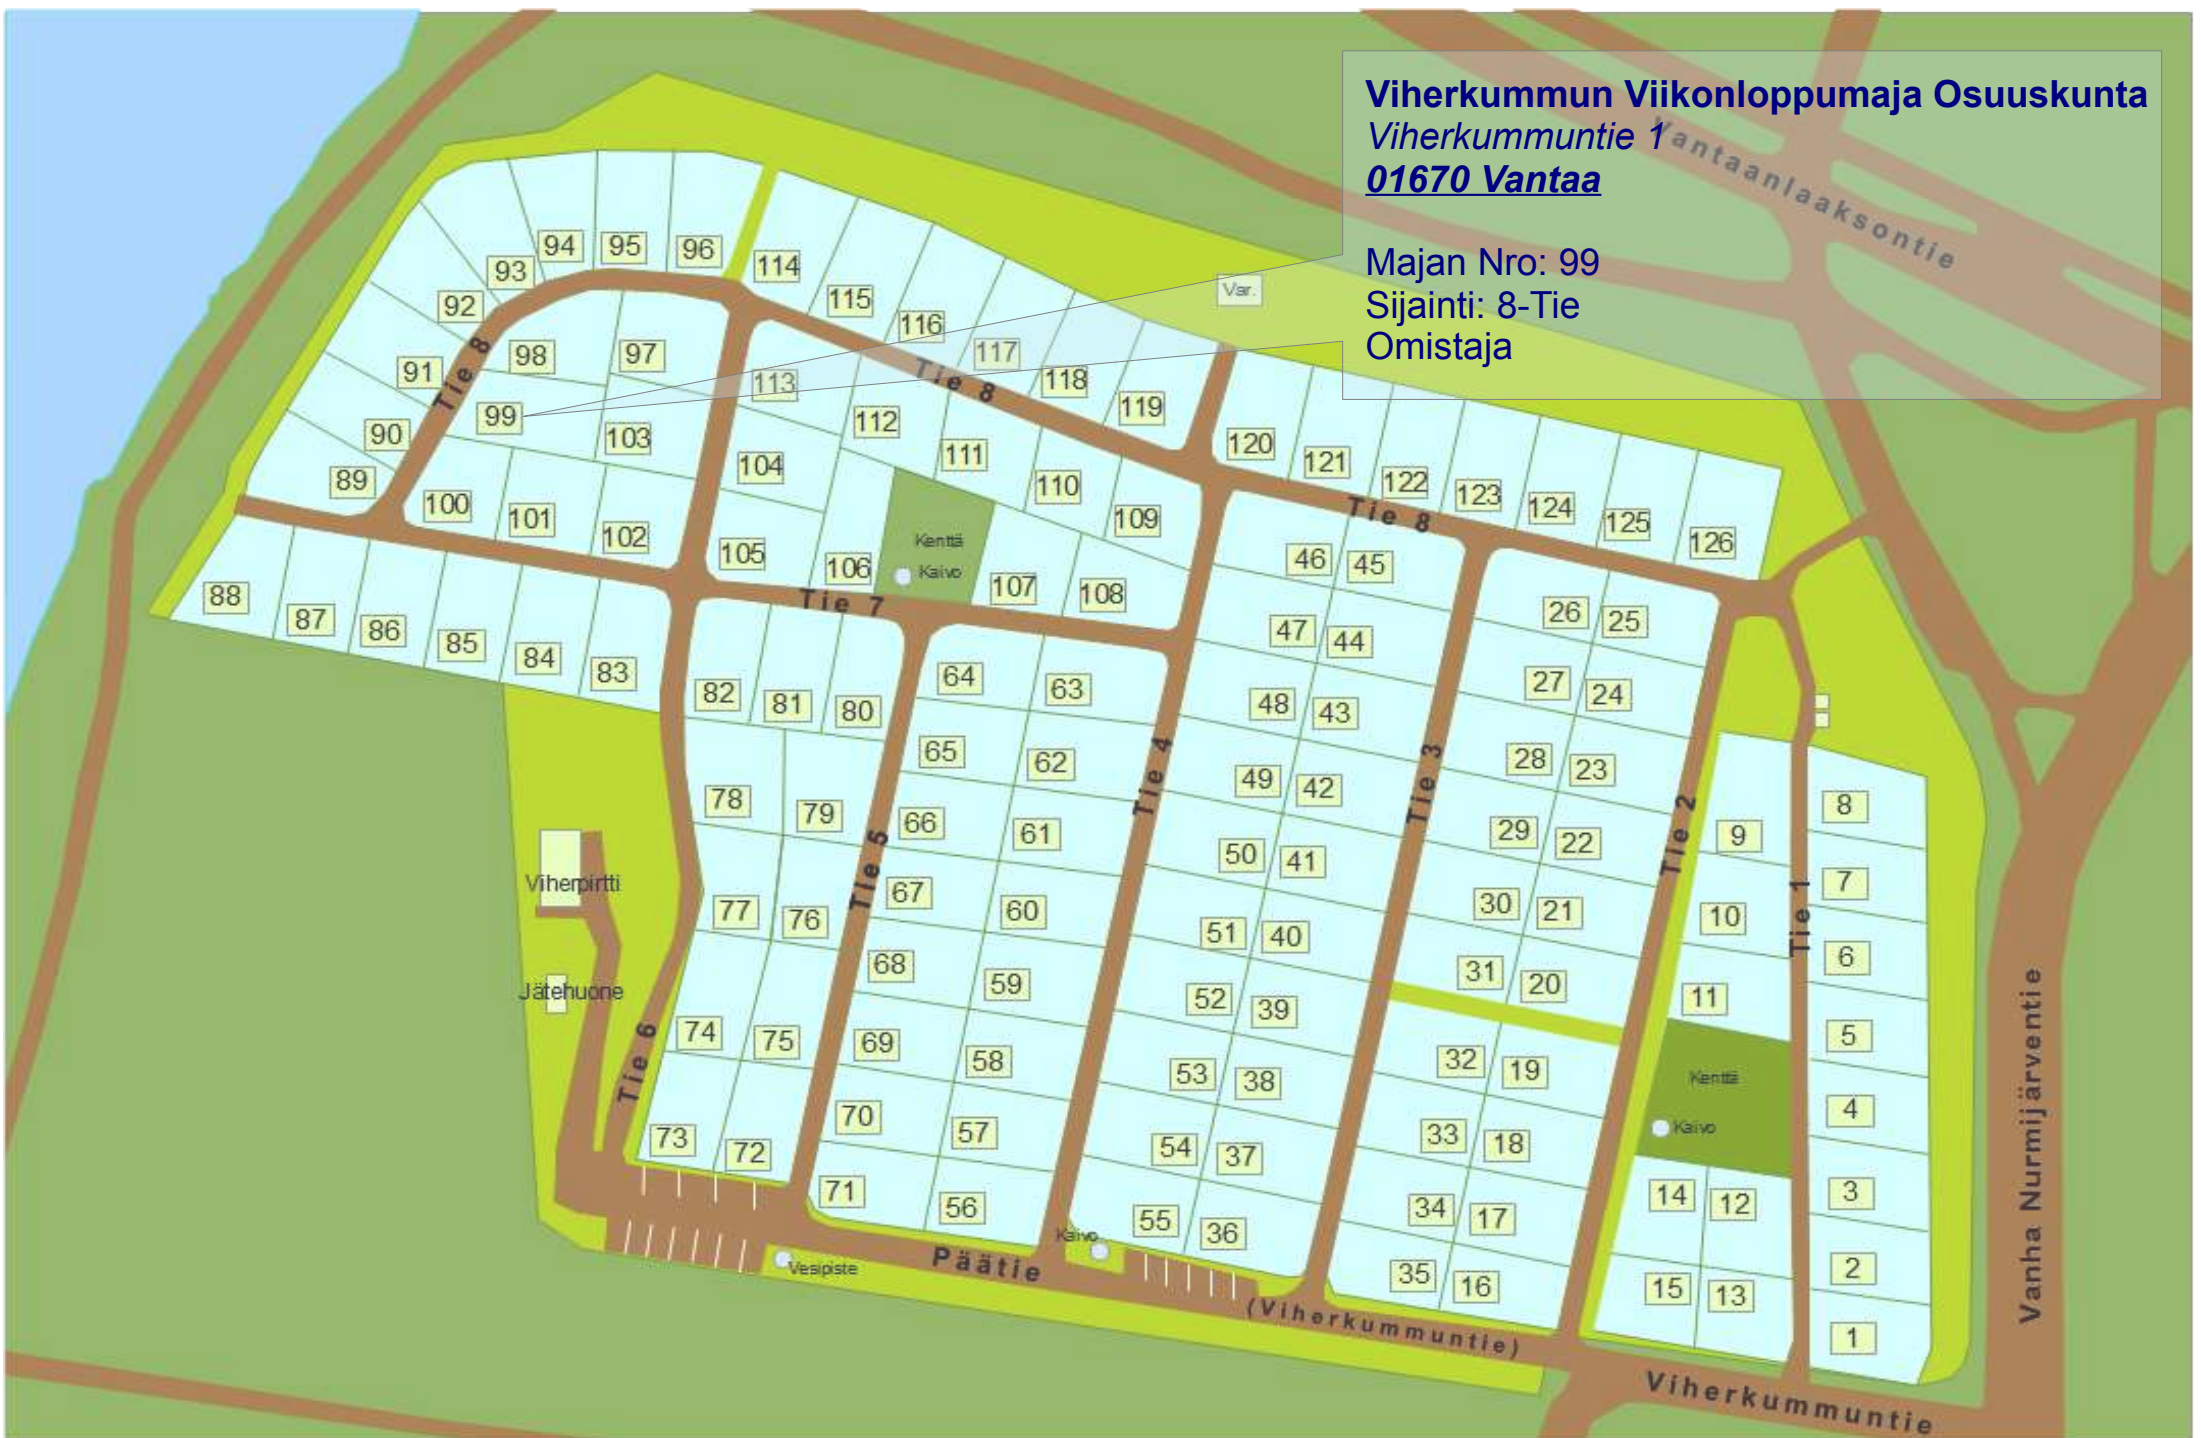 Viherkummun Viikonloppumaja Osuuskunta
Viherkummuntie 1
01670 Vantaa
Majan Nro: 99
Sijainti: 8-Tie
Omistaja
Vantaanlaaksontie
Var.
94 95 96
93 114
92 115
98 97 116
91 117
Tie 8
113 118
Tie 8
99 112 119
90 103 111 120
89 104 110 121
100 101 102 109 122 123 124 125 126
Tie 8
105 106 107 108
Kenttä
Kaivo
Tie 7
46 45
88 87 86 85 84 83
82 81 80
64 63
47 44
26 25
27 24
48 43
65 62
49 42
28 23
78 79
66 61
50 41
29 22
9 8
Tie 4
Tie 3
Tie 2
Tie 5
Tie 1
Viherpirtti
77 76
67 60
51 40
30 21
10 7
68 59
52 39
31 20
11 6
Jätehuone
Tie 6
74 75
69 58
53 38
32 19
5
Kenttä
Kaivo
73 72
70 57
54 37
33 18
4
71 56
55 36
34 17
14 12
3
35 16
15 13
2
1
Kaivo
Vesipiste
Päätie
(Viherkummuntie)
Viherkummuntie
Vanha Nurmijärventie